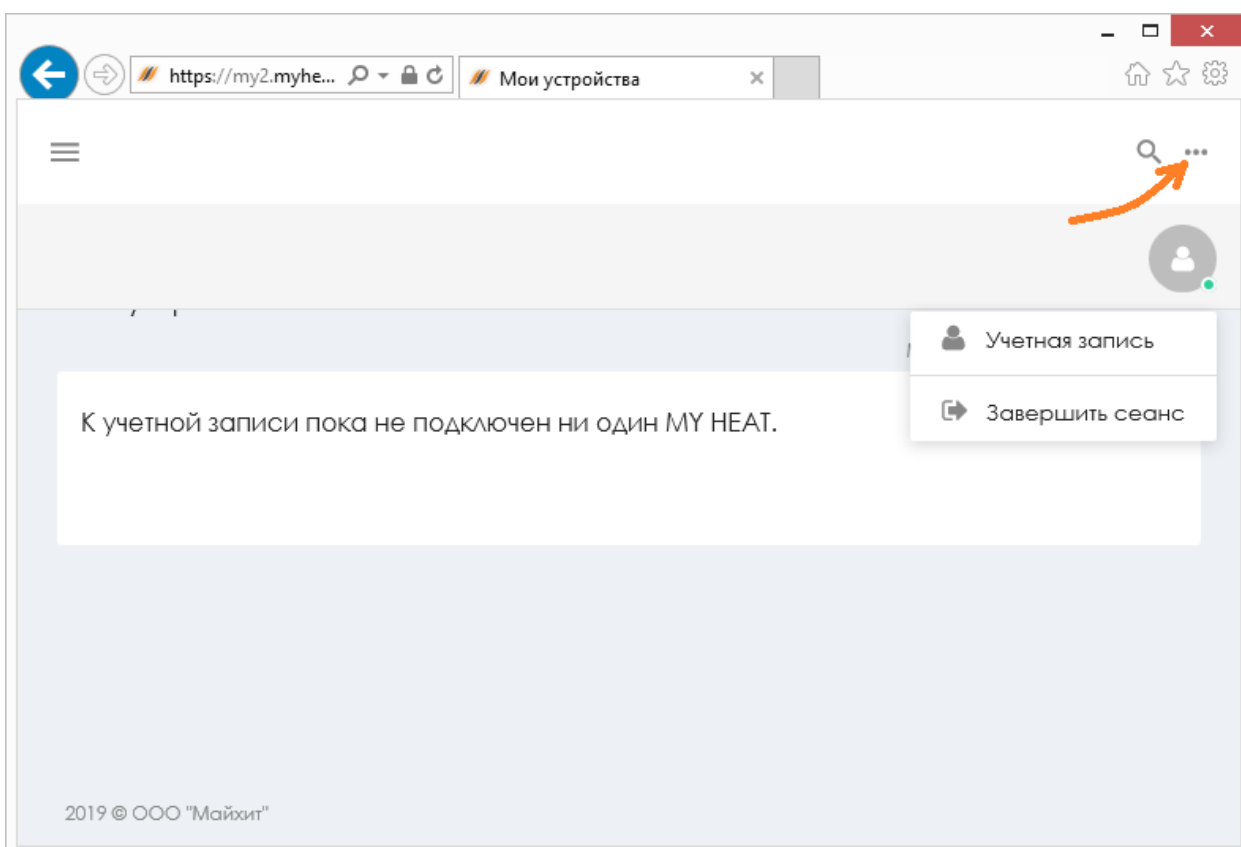 https://my2.myhe...
Мои устройства
Учетная запись
К учетной записи пока не подключен ни один MY HEAT.
Завершить сеанс
2019 © ООО "Майхит"